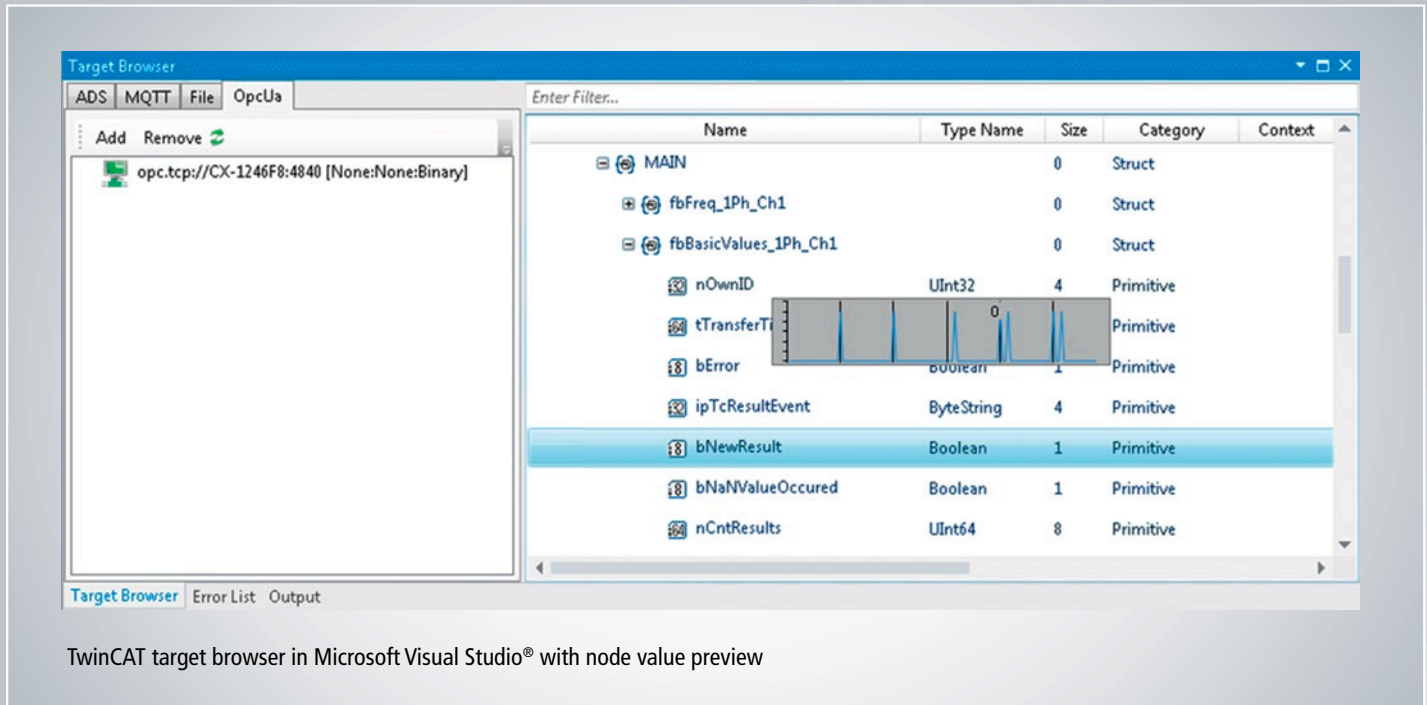 Target Browser
ADS MQTT File OpcUa
Enter Filter...
Add Remove
Name Type Name Size Category Context
opc.tcp://CX-1246F8:4840 [None:None:Binary]
MAIN 0 Struct
fbFreq_1Ph_Ch1 0 Struct
fbBasicValues_1Ph_Ch1 0 Struct
nOwnID UInt32 4 Primitive
0
Primitive
bError Boolean 1 Primitive
ipTcResultEvent ByteString 4 Primitive
bNewResult Boolean 1 Primitive
bNaNValueOccured Boolean 1 Primitive
nCntResults UInt64 8 Primitive
Target Browser Error List Output
TwinCAT target browser in Microsoft Visual Studio® with node value preview